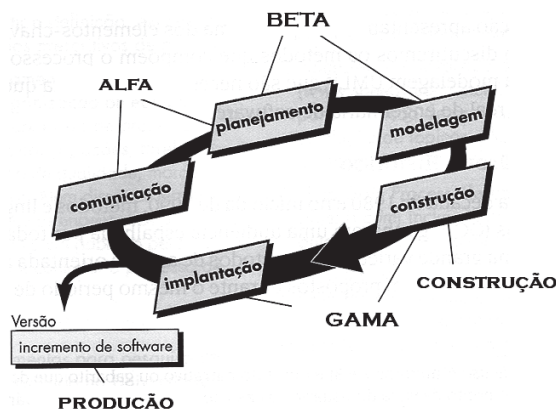 BETA
ALFA
planejamento
modelagem
comunicação
construção
implantação
CONSTRUÇÃO
GAMA
Versão
incremento de software
PRODUÇÃO